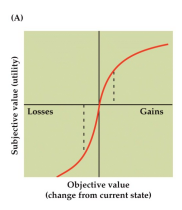 (A)
Subjective value (utility)
Losses
Gains
Objective value
(change from current state)